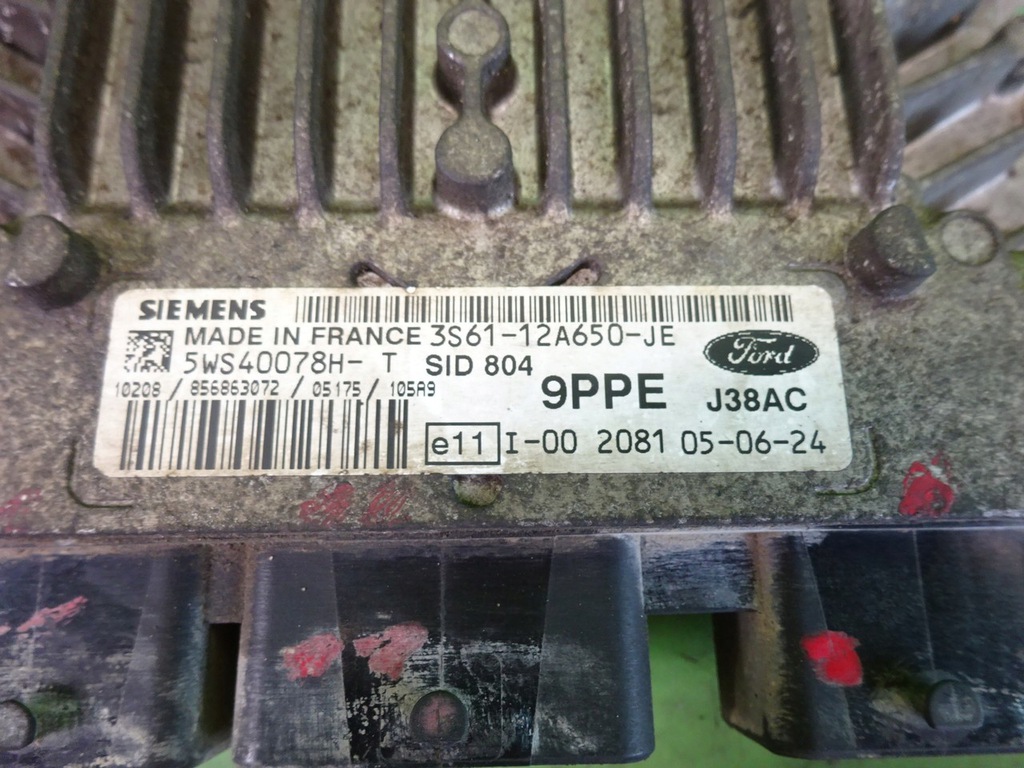 SIEMENS
MADE IN FRANCE 3S61-12A650-JE
Ford
5WS40078H- T SID 804
10208 / 856863072 / 05175 / 105A9
9PPE J38AC
e11 I-00 2081 05-06-24